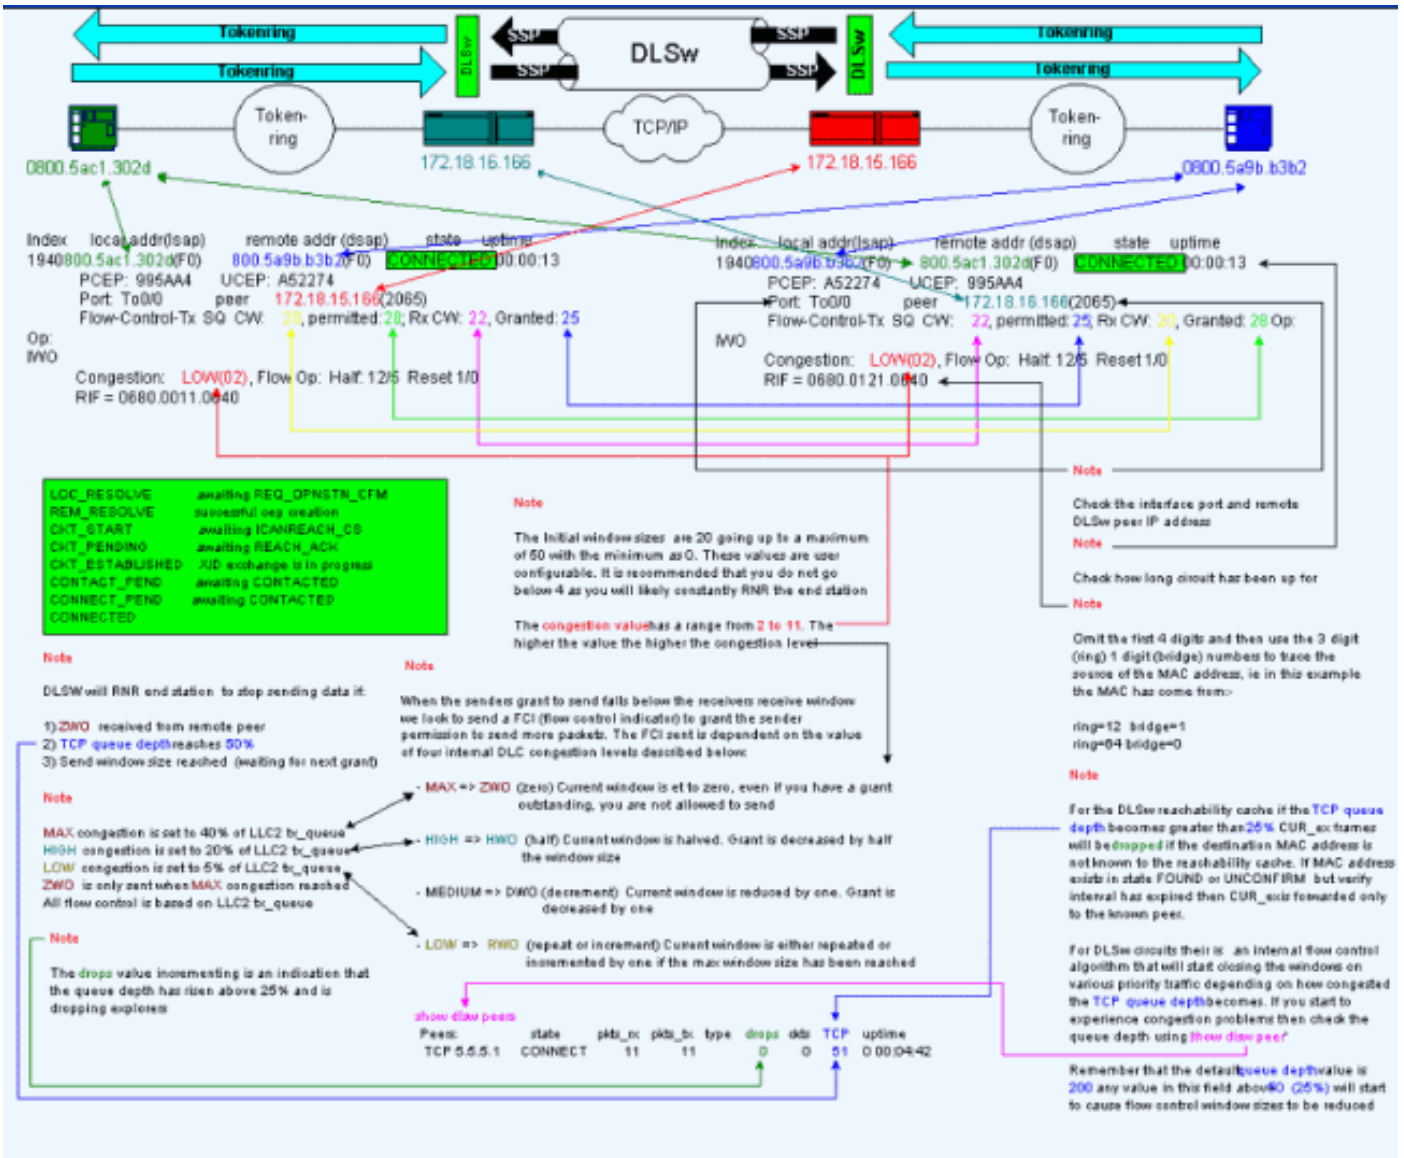 Tokenring
DLSw
SSP
DLSw
SSP
DLSw
Tokenring
Tokenring
SSP
SSP
Tokenring
Token-
ring
TCP/IP
Token-
ring
0800.5ac1.302d
172.18.16.166
172.18.15.166
0800.5a9b.b3b2
Index local addr(lsap) remote addr (dsap) state uptime
1940800.5ac1.302d(F0) 800.5a9b.b3b2(F0) CONNECTED 00:00:13
PCEP: 995AA4 UCEP: A52274
Port: To0/0 peer 172.18.15.166(2065)
Flow-Control-Tx SQ CW: 20, permitted:28; Rx CW: 22, Granted:25
Op:
IWO
Congestion: LOW(02), Flow Op: Half: 12/5 Reset 1/0
RIF = 0680.0011.0640
Index local addr(lsap) remote addr (dsap) state uptime
1940800.5a9b.b3b2(F0) 800.5ac1.302d(F0) CONNECTED 00:00:13
PCEP: A52274 UCEP: 995AA4
Port: To0/0 peer 172.18.16.166(2065)
Flow-Control-Tx SQ CW: 22, permitted:25; Rx CW: 20, Granted: 28 Op:
IWO
Congestion: LOW(02), Flow Op: Half: 12/5 Reset 1/0
RIF = 0680.0121.0640
LOC_RESOLVE awaiting REQ_OPNSTN_CFM
REM_RESOLVE successful cep creation
CKT_START awaiting ICANREACH_CS
CKT_PENDING awaiting REACH_ACK
CKT_ESTABLISHED XID exchange is in progress
CONTACT_PEND awaiting CONTACTED
CONNECT_PEND awaiting CONTACTED
CONNECTED
Note
The Initial window sizes are 20 going up to a maximum
of 50 with the minimum as 0. These values are user
configurable. It is recommended that you do not go
below 4 as you will likely constantly RNR the end station
The congestion value has a range from 2 to 11. The
higher the value the higher the congestion level
Note
Check the interface port and remote
DLSw peer IP address
Note
Check how long circuit has been up for
Note
Omit the first 4 digits and then use the 3 digit
(ring) 1 digit (bridge) numbers to trace the
source of the MAC address, ie in this example
the MAC has come from:-
ring=12 bridge=1
ring=64 bridge=0
Note
DLSW will RNR end station to stop sending data if:
1) ZWO received from remote peer
2) TCP queue depth reaches 50%
3) Send window size reached (waiting for next grant)
Note
MAX congestion is set to 40% of LLC2 tx_queue
HIGH congestion is set to 20% of LLC2 tx_queue
LOW congestion is set to 5% of LLC2 tx_queue
ZWO is only sent when MAX congestion reached
All flow control is based on LLC2 tx_queue
Note
The drops value incrementing is an indication that
the queue depth has risen above 25% and is
dropping explorers
Note
When the senders grant to send falls below the receivers receive window
we look to send a FCI (flow control indicator) to grant the sender
permission to send more packets. The FCI sent is dependent on the value
of four internal DLC congestion levels described below:
- MAX => ZWO (zero) Current window is et to zero, even if you have a grant
outstanding, you are not allowed to send
- HIGH => HWO (half) Current window is halved. Grant is decreased by half
the window size
- MEDIUM => DWO (decrement) Current window is reduced by one. Grant is
decreased by one
- LOW => RWO (repeat or increment) Current window is either repeated or
incremented by one if the max window size has been reached
show dlsw peers
Peers: state pkts_rx pkts_tx type drops ckts TCP uptime
TCP 5.5.5.1 CONNECT 11 11 0 0 51 0 00:04:42
Note
For the DLSw reachability cache if the TCP queue
depth becomes greater than 25% CUR_ex frames
will be dropped if the destination MAC address is
not known to the reachability cache. If MAC address
exists in state FOUND or UNCONFIRM but verify
interval has expired then CUR_ex is forwarded only
to the known peer.
For DLSw circuits their is an internal flow control
algorithm that will start closing the windows on
various priority traffic depending on how congested
the TCP queue depth becomes. If you start to
experience congestion problems then check the
queue depth using "show dlsw peer"
Remember that the default queue depth value is
200 any value in this field above 50 (25%) will start
to cause flow control window sizes to be reduced